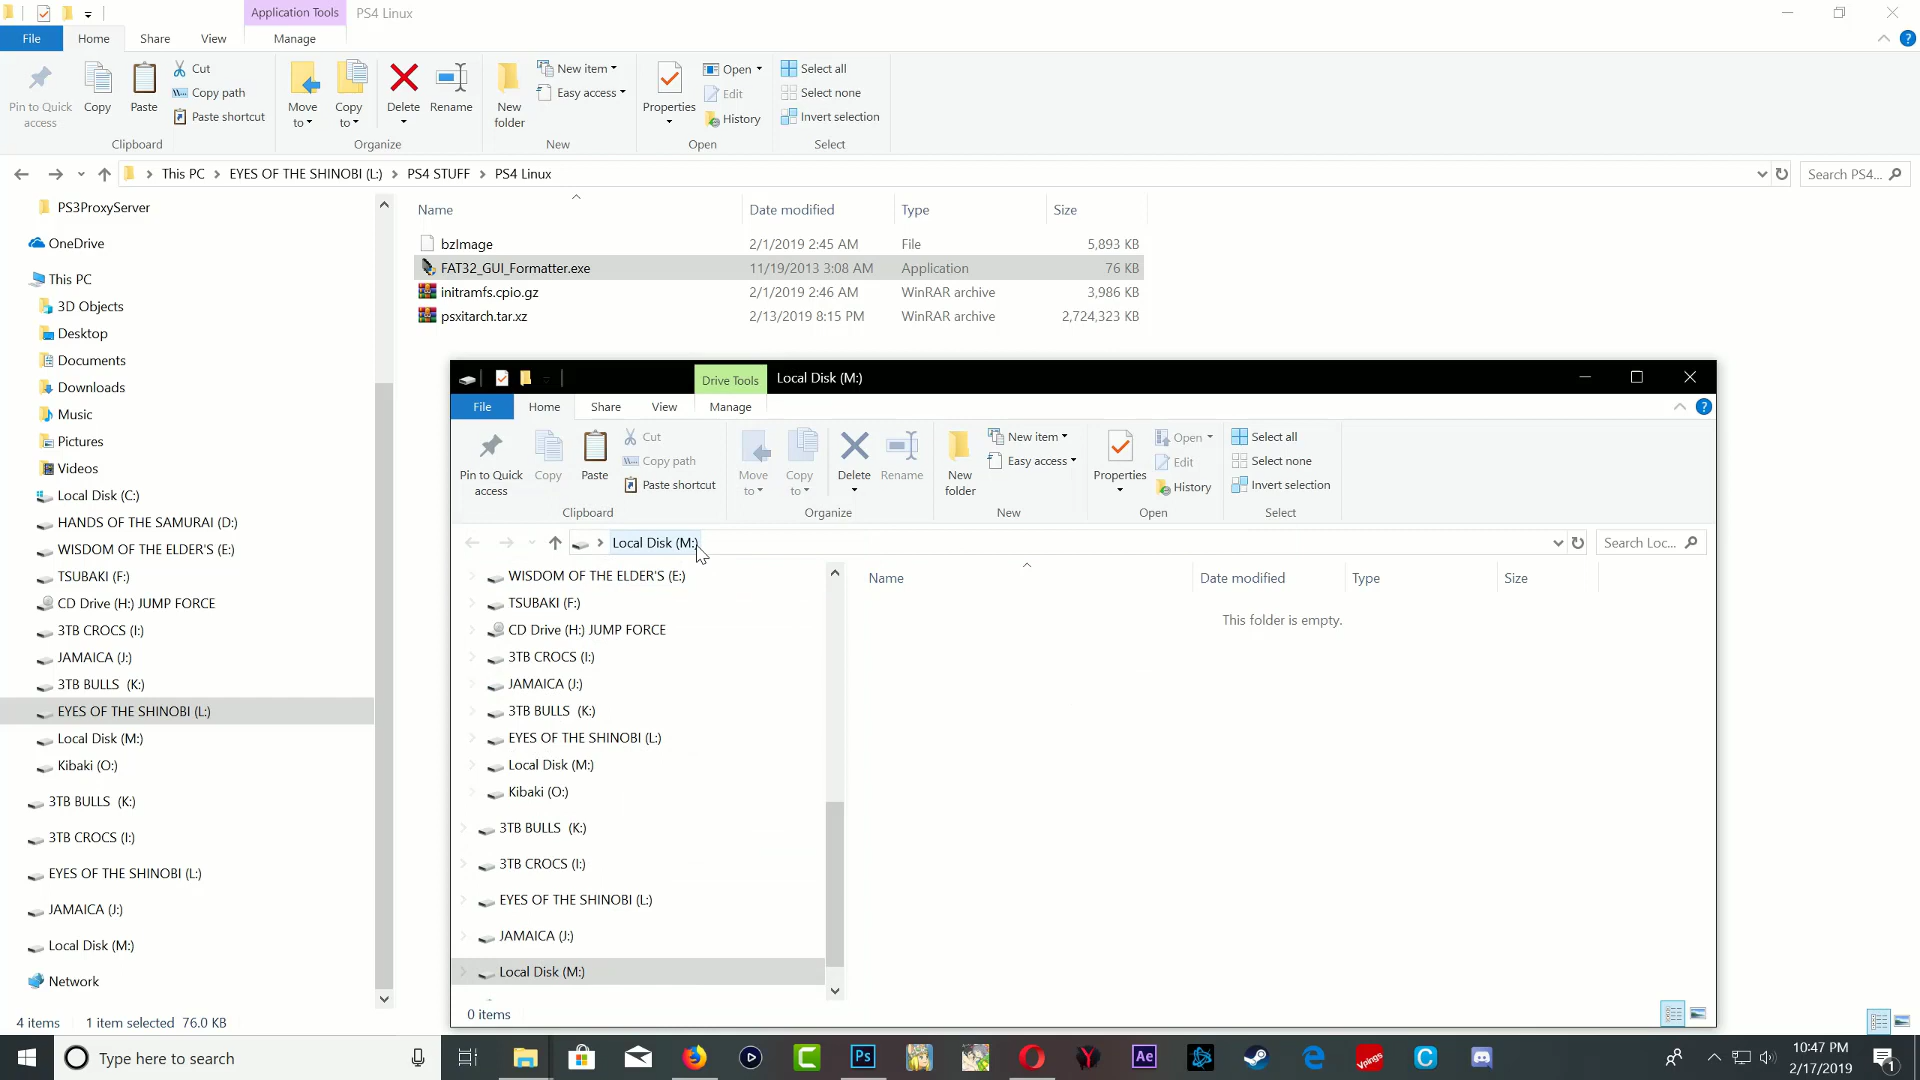 Application Tools PS4 Linux
File Home Share View Manage
Pin to Quick access
Copy
Paste
Cut
Copy path
Paste shortcut
Move to
Copy to
Delete
Rename
New folder
New item
Easy access
Properties
Open
Edit
History
Select all
Select none
Invert selection
Clipboard Organize New Open Select
This PC EYES OF THE SHINOBI (L:) PS4 STUFF PS4 Linux Search PS4...
Name Date modified Type Size
bzImage 2/1/2019 2:45 AM File 5,893 KB
FAT32_GUI_Formatter.exe 11/19/2013 3:08 AM Application 76 KB
initramfs.cpio.gz 2/1/2019 2:46 AM WinRAR archive 3,986 KB
psxitarch.tar.xz 2/13/2019 8:15 PM WinRAR archive 2,724,323 KB
PS3ProxyServer
OneDrive
This PC
3D Objects
Desktop
Documents
Downloads
Music
Pictures
Videos
Local Disk (C:)
HANDS OF THE SAMURAI (D:)
WISDOM OF THE ELDER'S (E:)
TSUBAKI (F:)
CD Drive (H:) JUMP FORCE
3TB CROCS (I:)
JAMAICA (J:)
3TB BULLS (K:)
EYES OF THE SHINOBI (L:)
Local Disk (M:)
Kibaki (O:)
3TB BULLS (K:)
3TB CROCS (I:)
EYES OF THE SHINOBI (L:)
JAMAICA (J:)
Local Disk (M:)
Network
4 items 1 item selected 76.0 KB
Drive Tools Local Disk (M:)
File Home Share View Manage
Pin to Quick access
Copy
Paste
Cut
Copy path
Paste shortcut
Move to
Copy to
Delete
Rename
New folder
New item
Easy access
Properties
Open
Edit
History
Select all
Select none
Invert selection
Clipboard Organize New Open Select
Local Disk (M:) Search Loc...
Name Date modified Type Size
This folder is empty.
WISDOM OF THE ELDER'S (E:)
TSUBAKI (F:)
CD Drive (H:) JUMP FORCE
3TB CROCS (I:)
JAMAICA (J:)
3TB BULLS (K:)
EYES OF THE SHINOBI (L:)
Local Disk (M:)
Kibaki (O:)
3TB BULLS (K:)
3TB CROCS (I:)
EYES OF THE SHINOBI (L:)
JAMAICA (J:)
Local Disk (M:)
0 items
Type here to search
Ps
Ae
Vpings
C
10:47 PM
2/17/2019
1